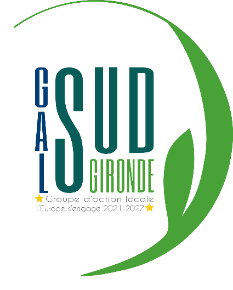 GAL
SUD
GIRONDE
Groupe d'action locale
L'Europe s'engage 2021-2027